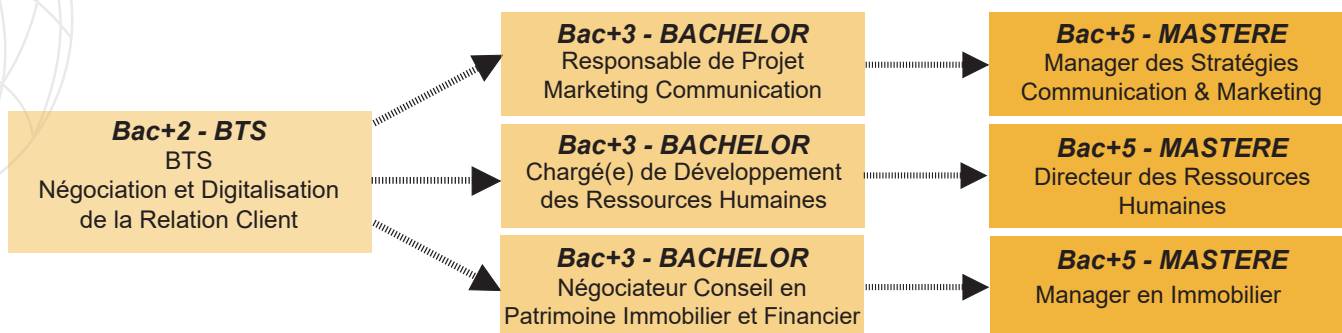 Bac+2 - BTS
BTS
Négociation et Digitalisation
de la Relation Client
Bac+3 - BACHELOR
Responsable de Projet
Marketing Communication
Bac+3 - BACHELOR
Chargé(e) de Développement
des Ressources Humaines
Bac+3 - BACHELOR
Négociateur Conseil en
Patrimoine Immobilier et Financier
Bac+5 - MASTERE
Manager des Stratégies
Communication & Marketing
Bac+5 - MASTERE
Directeur des Ressources
Humaines
Bac+5 - MASTERE
Manager en Immobilier